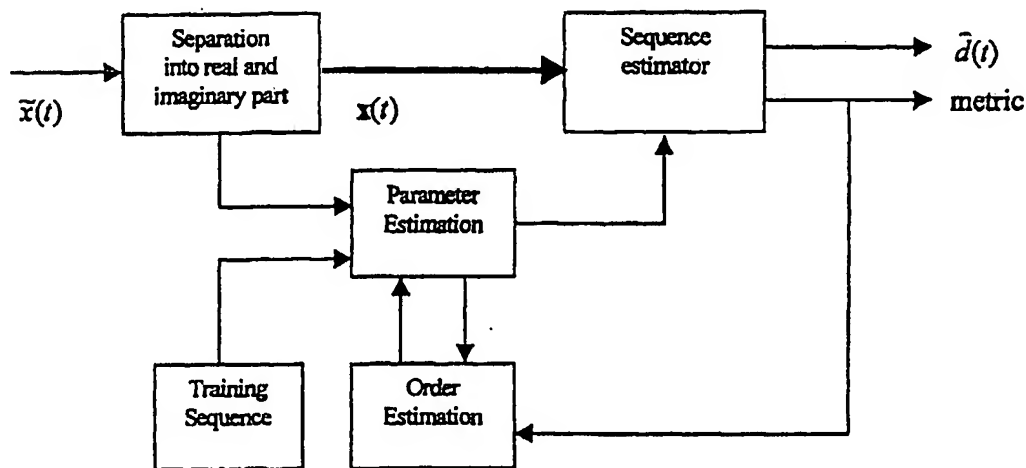 Separation
into real and
imaginary part
Sequence
estimator
d̂(t)
metric
x̃(t)
x(t)
Parameter
Estimation
Training
Sequence
Order
Estimation